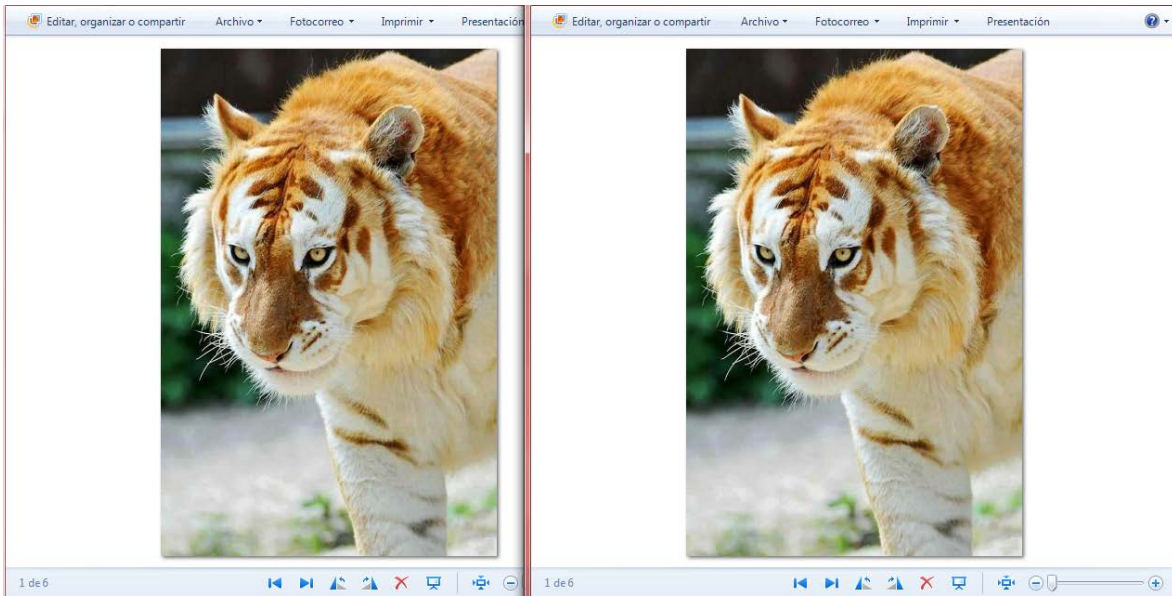 Editar, organizar o compartir Archivo Fotocorreo Imprimir Presentación
Editar, organizar o compartir Archivo Fotocorreo Imprimir Presentación
1 de 6
1 de 6